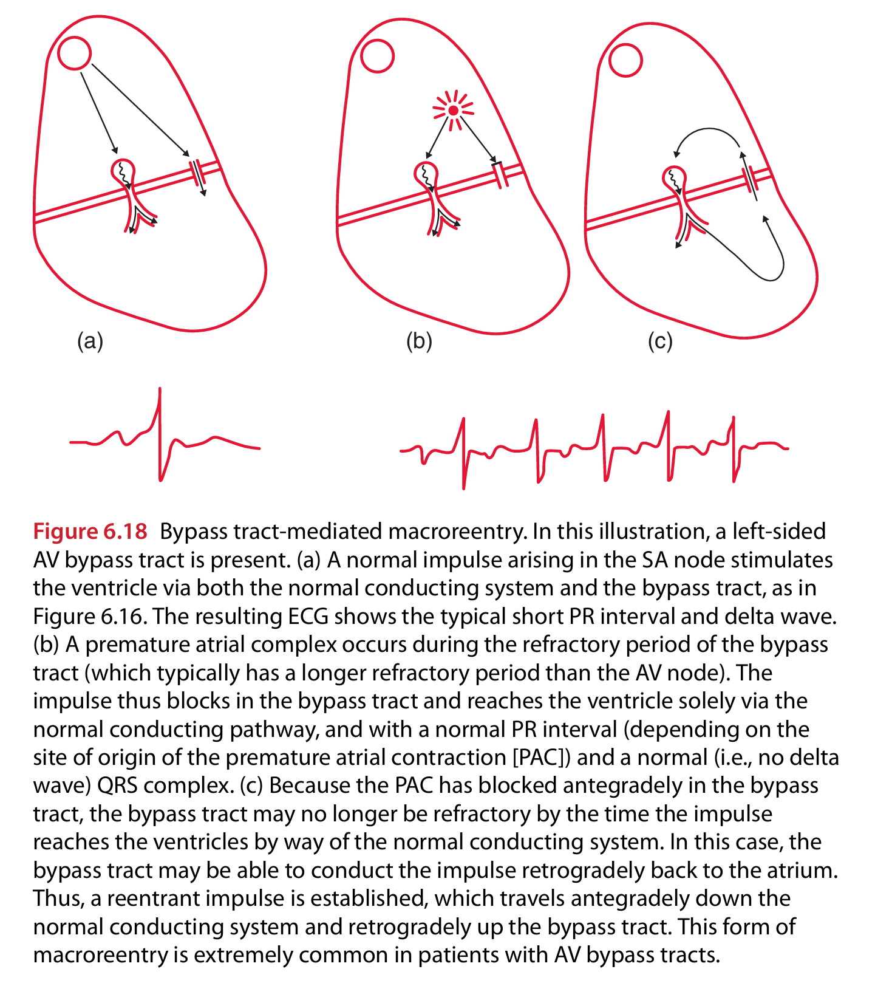 (a)
(b)
(c)
Figure 6.18 Bypass tract-mediated macroreentry. In this illustration, a left-sided
AV bypass tract is present. (a) A normal impulse arising in the SA node stimulates
the ventricle via both the normal conducting system and the bypass tract, as in
Figure 6.16. The resulting ECG shows the typical short PR interval and delta wave.
(b) A premature atrial complex occurs during the refractory period of the bypass
tract (which typically has a longer refractory period than the AV node). The
impulse thus blocks in the bypass tract and reaches the ventricle solely via the
normal conducting pathway, and with a normal PR interval (depending on the
site of origin of the premature atrial contraction [PAC]) and a normal (i.e., no delta
wave) QRS complex. (c) Because the PAC has blocked antegradely in the bypass
tract, the bypass tract may no longer be refractory by the time the impulse
reaches the ventricles by way of the normal conducting system. In this case, the
bypass tract may be able to conduct the impulse retrogradely back to the atrium.
Thus, a reentrant impulse is established, which travels antegradely down the
normal conducting system and retrogradely up the bypass tract. This form of
macroreentry is extremely common in patients with AV bypass tracts.